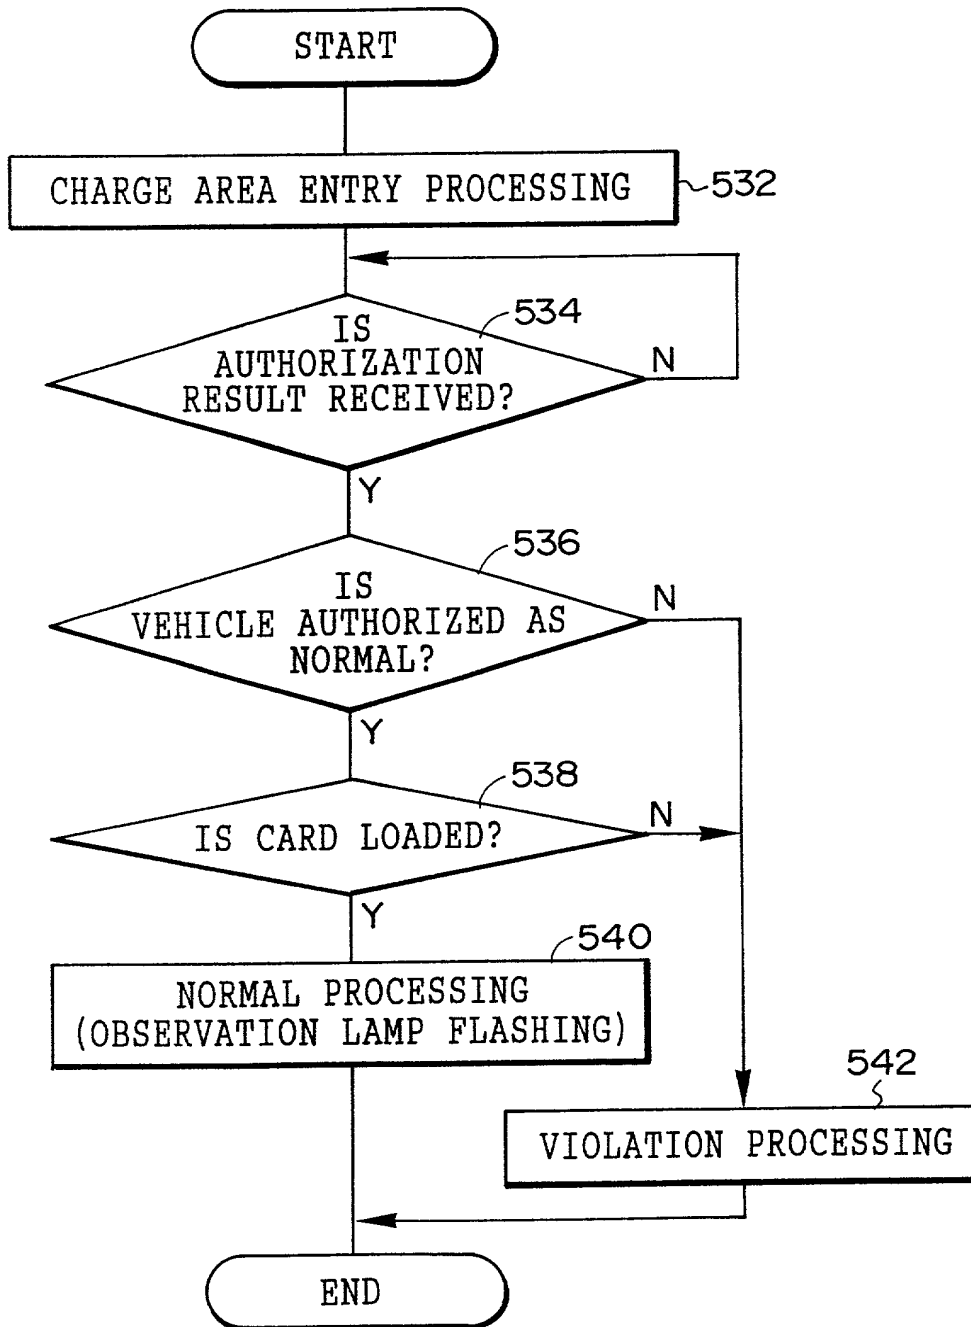 START
CHARGE AREA ENTRY PROCESSING
532
IS
AUTHORIZATION
RESULT RECEIVED?
534
N
Y
536
IS
VEHICLE AUTHORIZED AS
NORMAL?
N
Y
538
IS CARD LOADED?
N
Y
540
NORMAL PROCESSING
(OBSERVATION LAMP FLASHING)
542
VIOLATION PROCESSING
END